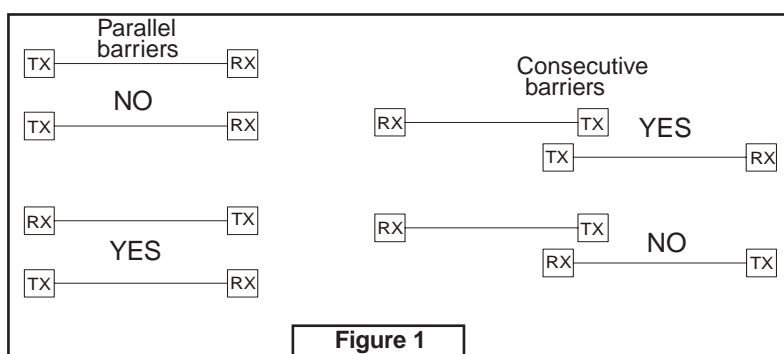 Parallel
barriers
TX RX
NO
TX RX
RX TX
YES
TX RX
Consecutive
barriers
RX TX YES
TX RX
RX TX
NO
RX TX
Figure 1